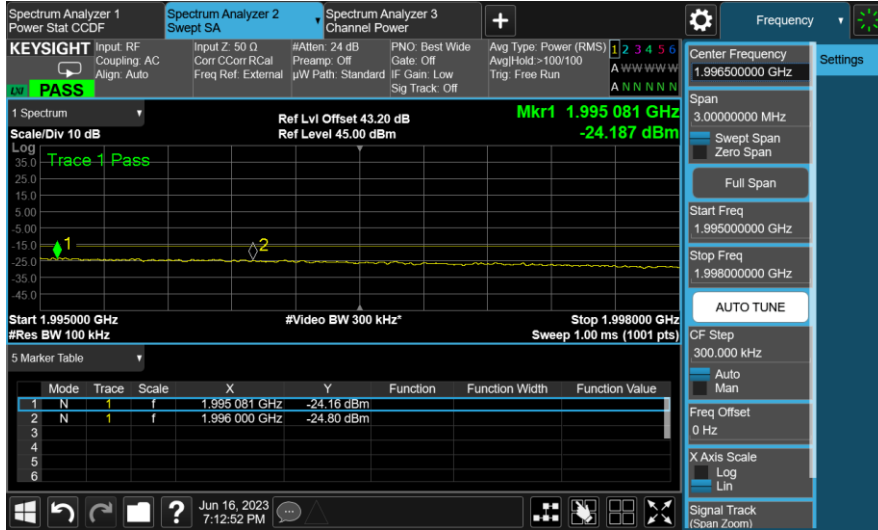 Spectrum Analyzer 1
Power Stat CCDF
Spectrum Analyzer 2
Swept SA
Spectrum Analyzer 3
Channel Power
Frequency
KEYSIGHT
Input: RF
Coupling: AC
Align: Auto
Input Z: 50 Ω
Corr CCorr RCal
Freq Ref: External
#Atten: 24 dB
Preamp: Off
µW Path: Standard
PNO: Best Wide
Gate: Off
IF Gain: Low
Sig Track: Off
Avg Type: Power (RMS)
Avg|Hold:>100/100
Trig: Free Run
1 2 3 4 5 6
A W W W W W
A N N N N N
LXI
PASS
1 Spectrum
Scale/Div 10 dB
Ref Lvl Offset 43.20 dB
Ref Level 45.00 dBm
Mkr1 1.995 081 GHz
-24.187 dBm
Log
Trace 1 Pass
35.0
25.0
15.0
5.00
-5.00
-15.0
-25.0
-35.0
-45.0
1
2
Start 1.995000 GHz
#Res BW 100 kHz
#Video BW 300 kHz*
Stop 1.998000 GHz
Sweep 1.00 ms (1001 pts)
5 Marker Table
Mode Trace Scale X Y Function Function Width Function Value
1 N 1 f 1.995 081 GHz -24.16 dBm
2 N 1 f 1.996 000 GHz -24.80 dBm
3
4
5
6
Center Frequency
1.996500000 GHz
Settings
Span
3.00000000 MHz
Swept Span
Zero Span
Full Span
Start Freq
1.995000000 GHz
Stop Freq
1.998000000 GHz
AUTO TUNE
CF Step
300.000 kHz
Auto
Man
Freq Offset
0 Hz
X Axis Scale
Log
Lin
Signal Track
(Span Zoom)
?
Jun 16, 2023
7:12:52 PM